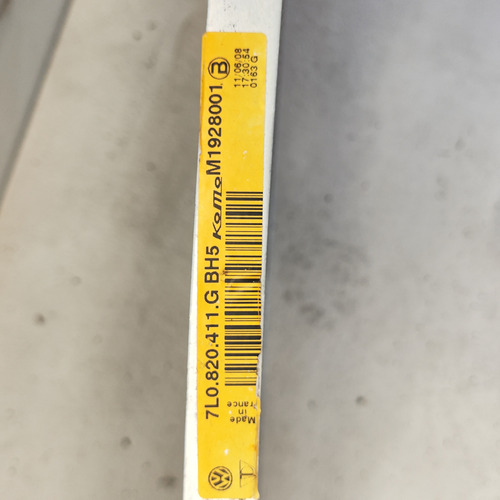 7L0.820.411.G BH5 KoMo M1928001 B
11/06/08
17:30:54
0163 G
Made
in
France